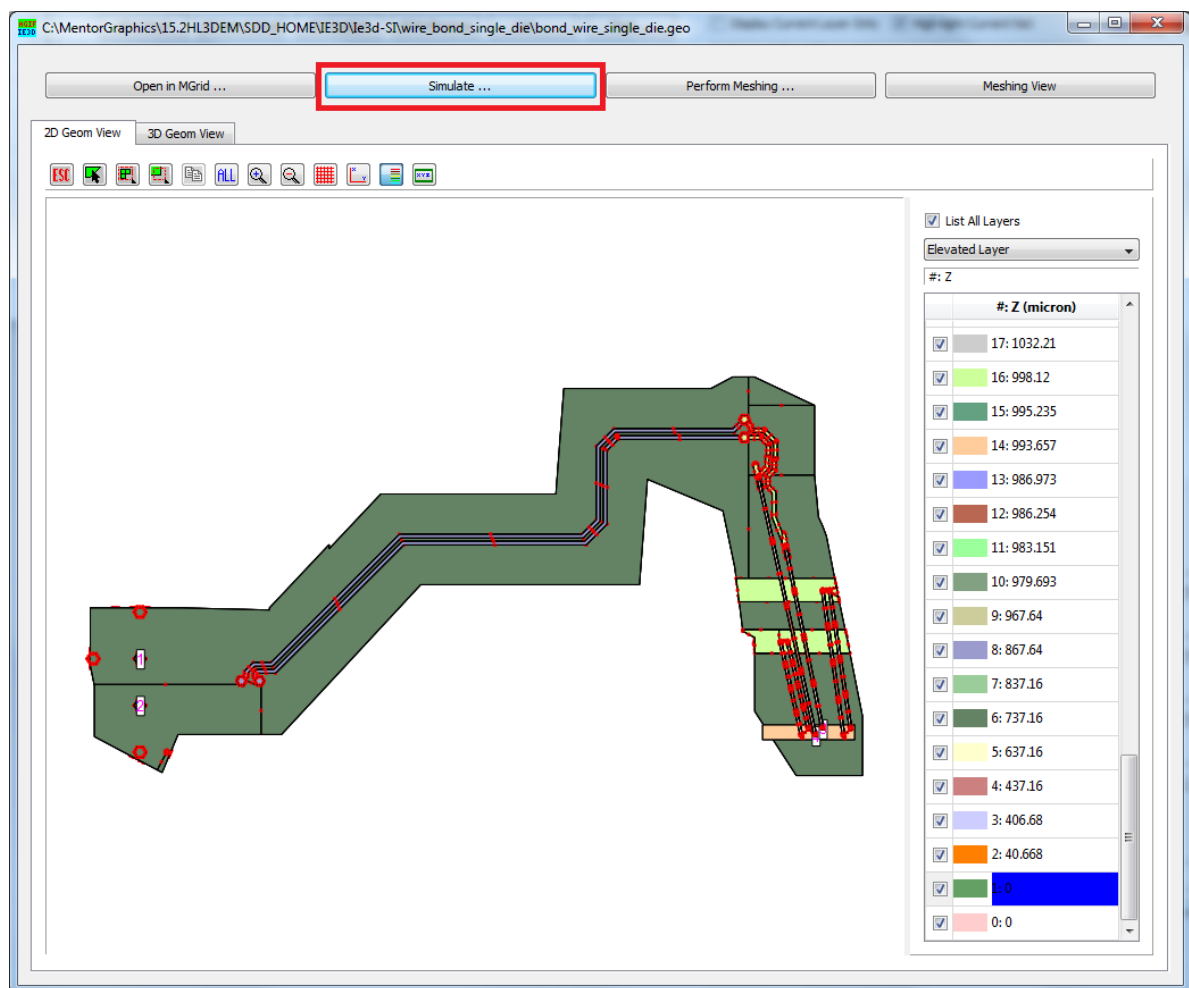 MGIF IE3D C:\MentorGraphics\15.2HL3DEM\SDD_HOME\IE3D\Ie3d-SI\wire_bond_single_die\bond_wire_single_die.geo
Open in MGrid ...
Simulate ...
Perform Meshing ...
Meshing View
2D Geom View
3D Geom View
ESC
ALL
XYZ
List All Layers
Elevated Layer
#: Z
#: Z (micron)
17: 1032.21
16: 998.12
15: 995.235
14: 993.657
13: 986.973
12: 986.254
11: 983.151
10: 979.693
9: 967.64
8: 867.64
7: 837.16
6: 737.16
5: 637.16
4: 437.16
3: 406.68
2: 40.668
1: 0
0: 0
1
2